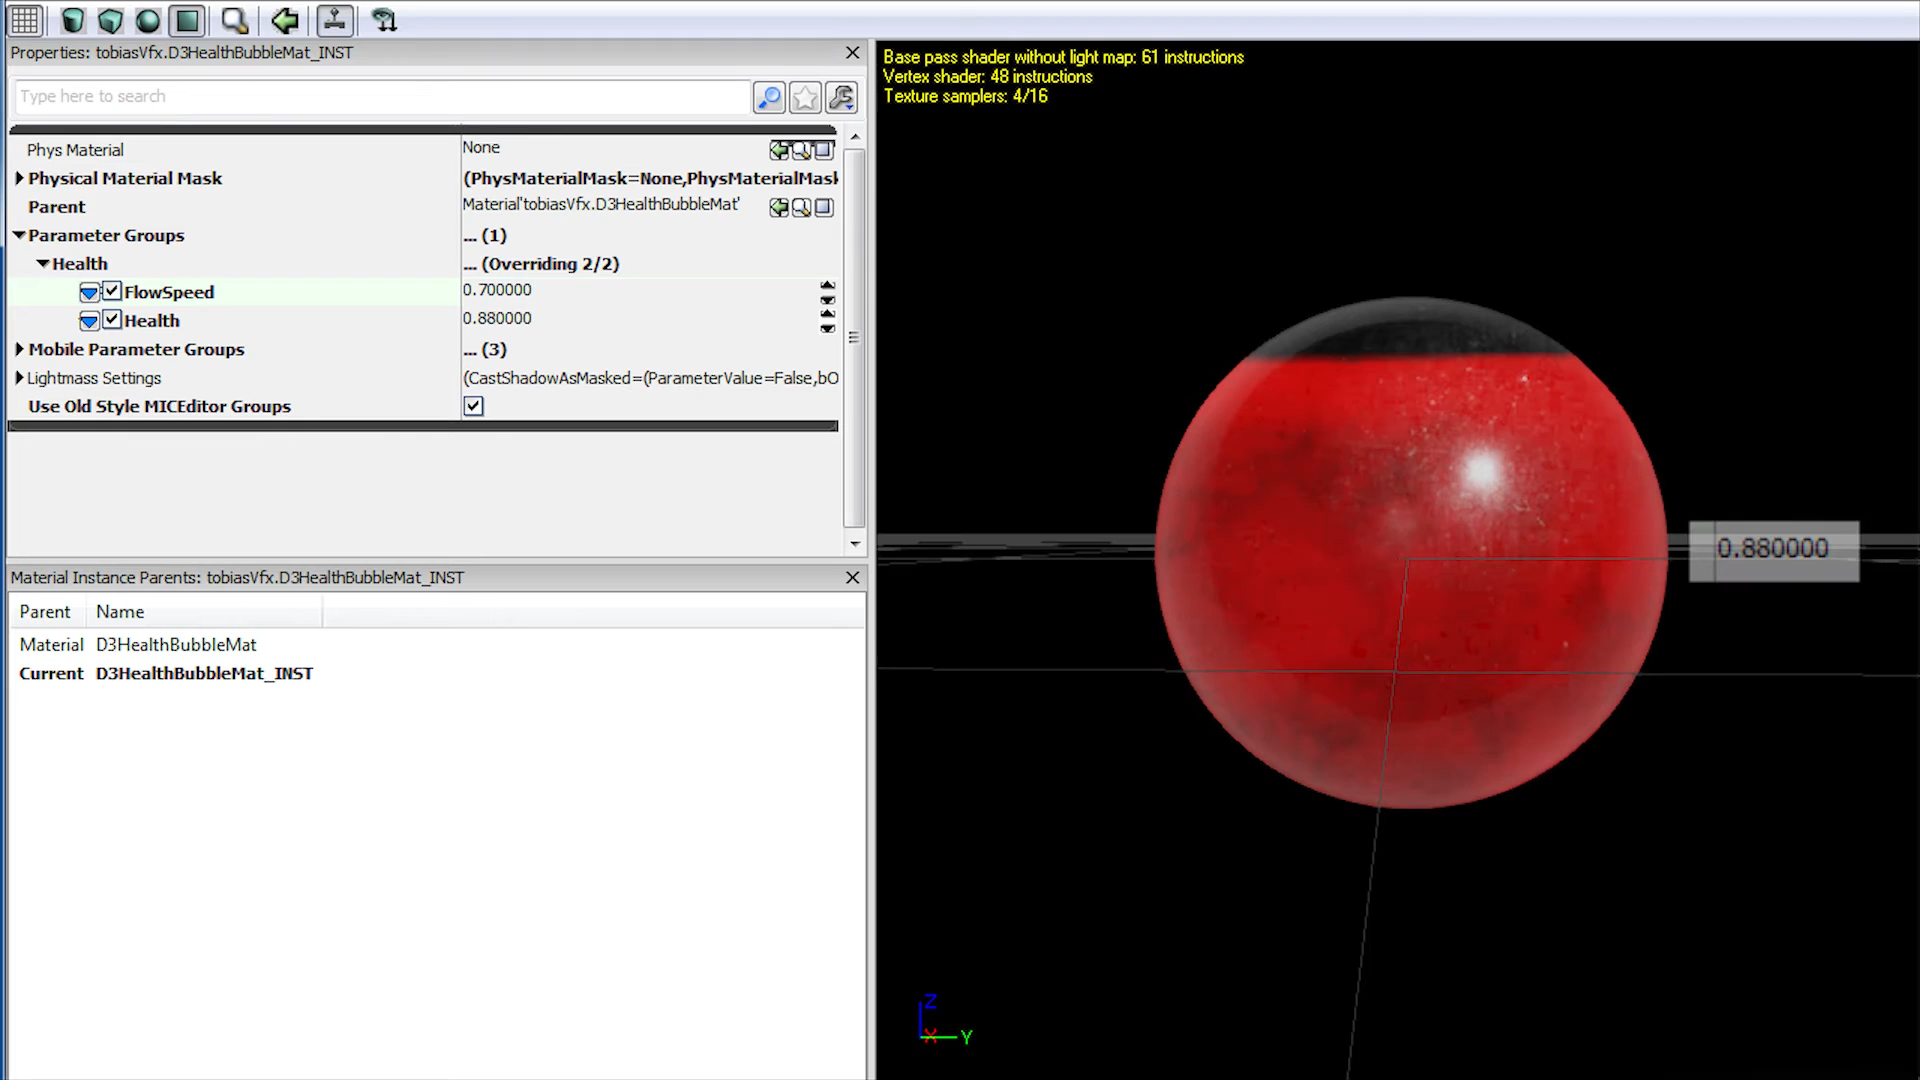 Properties: tobiasVfx.D3HealthBubbleMat_INST
Type here to search
Phys Material None
Physical Material Mask (PhysMaterialMask=None,PhysMaterialMask
Parent Material'tobiasVfx.D3HealthBubbleMat'
Parameter Groups ... (1)
Health ... (Overriding 2/2)
FlowSpeed 0.700000
Health 0.880000
Mobile Parameter Groups ... (3)
Lightmass Settings (CastShadowAsMasked=(ParameterValue=False,bO
Use Old Style MICEditor Groups
Material Instance Parents: tobiasVfx.D3HealthBubbleMat_INST
Parent Name
Material D3HealthBubbleMat
Current D3HealthBubbleMat_INST
Base pass shader without light map: 61 instructions
Vertex shader: 48 instructions
Texture samplers: 4/16
0.880000
Z
X Y